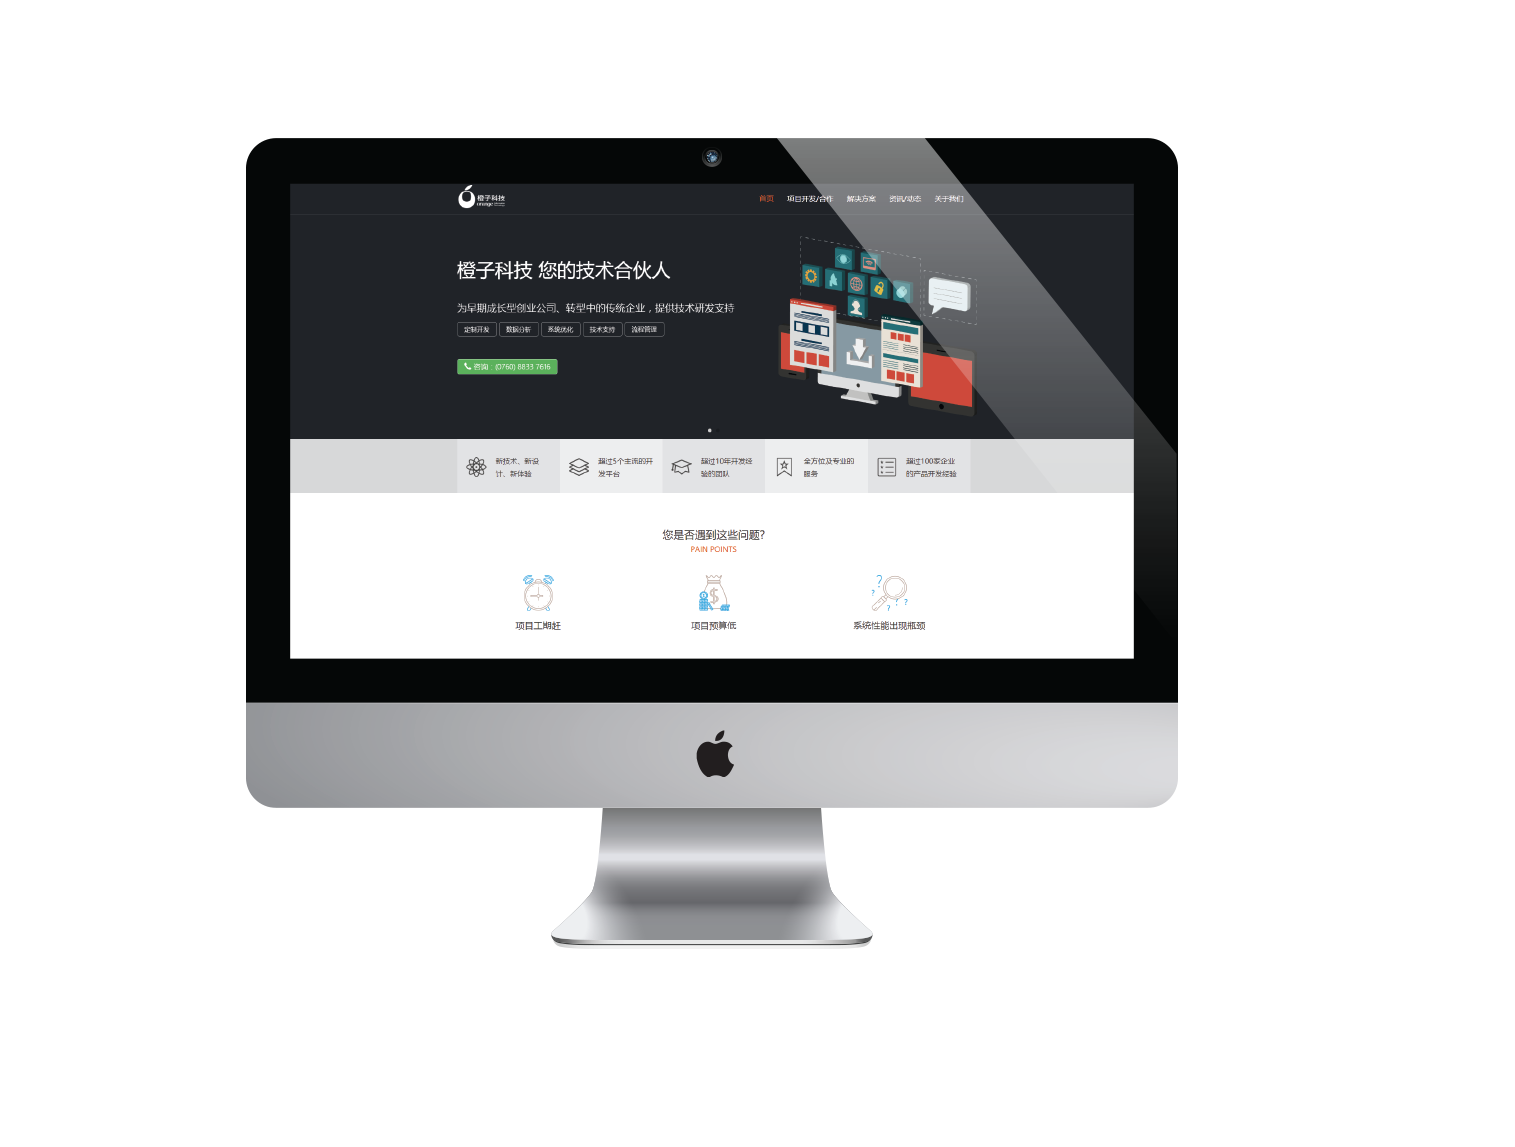 橙子科技
orange
首页 项目开发/合作 解决方案 资讯/动态 关于我们
橙子科技 您的技术合伙人
为早期成长型创业公司、转型中的传统企业，提供技术研发支持
定制开发 数据分析 系统优化 技术支持 流程管理
咨询：(0760) 8833 7616
新技术、新设
计、新体验
超过5个主流的开
发平台
超过10年开发经
验的团队
全方位及专业的
服务
超过100家企业
的产品开发经验
您是否遇到这些问题?
PAIN POINTS
项目工期赶
项目预算低
系统性能出现瓶颈